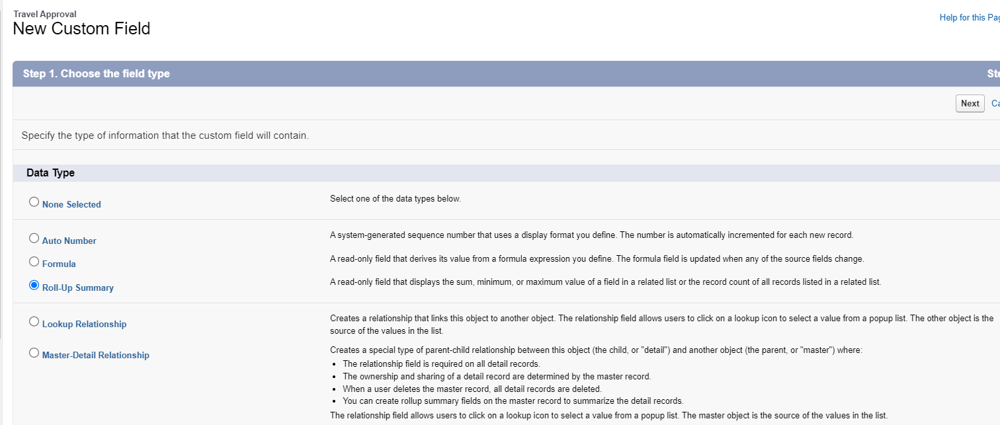 Travel Approval
New Custom Field
Help for this
Step 1. Choose the field type
Next
Specify the type of information that the custom field will contain.
Data Type
None Selected
Select one of the data types below.
Auto Number
A system-generated sequence number that uses a display format you define. The number is automatically incremented for each new record.
Formula
A read-only field that derives its value from a formula expression you define. The formula field is updated when any of the source fields change.
Roll-Up Summary
A read-only field that displays the sum, minimum, or maximum value of a field in a related list or the record count of all records listed in a related list.
Lookup Relationship
Creates a relationship that links this object to another object. The relationship field allows users to click on a lookup icon to select a value from a popup list. The other object is the
source of the values in the list.
Master-Detail Relationship
Creates a special type of parent-child relationship between this object (the child, or "detail") and another object (the parent, or "master") where:
• The relationship field is required on all detail records.
• The ownership and sharing of a detail record are determined by the master record.
• When a user deletes the master record, all detail records are deleted.
• You can create rollup summary fields on the master record to summarize the detail records.
The relationship field allows users to click on a lookup icon to select a value from a popup list. The master object is the source of the values in the list.